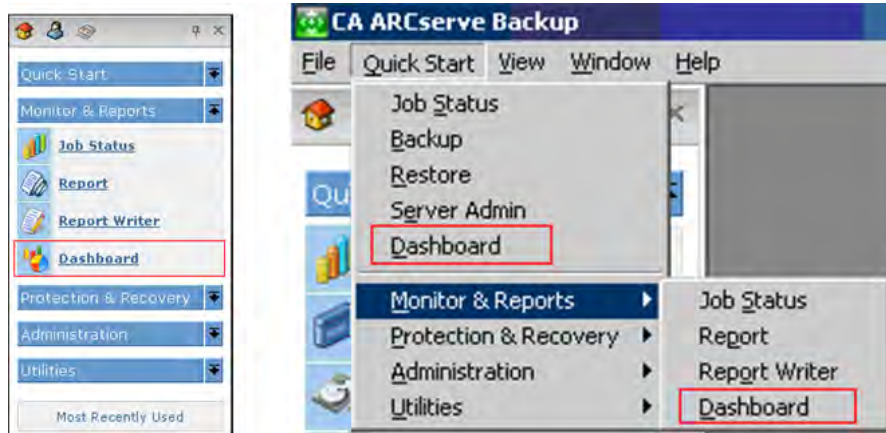 Quick Start
Monitor & Reports
Job Status
Report
Report Writer
Dashboard
Protection & Recovery
Administration
Utilities
Most Recently Used
CA ARCserve Backup
File Quick Start View Window Help
Job Status
Backup
Restore
Server Admin
Dashboard
Qu
Monitor & Reports
Protection & Recovery
Administration
Utilities
Job Status
Report
Report Writer
Dashboard